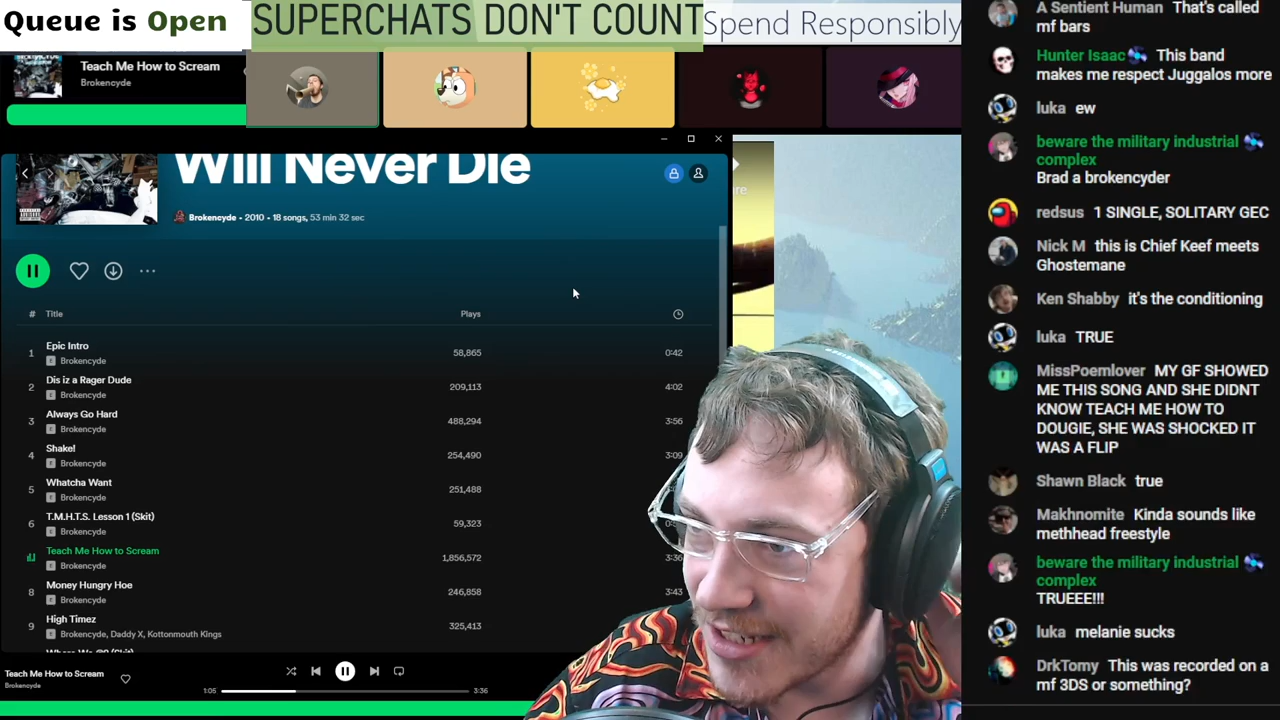 Queue is Open
SUPERCHATS DON'T COUNT
Spend Responsibly
Teach Me How to Scream
Brokencyde
Will Never Die
Brokencyde • 2010 • 18 songs, 53 min 32 sec
# Title Plays
1 Epic Intro 58,865 0:42
E Brokencyde
2 Dis iz a Rager Dude 209,113 4:02
E Brokencyde
3 Always Go Hard 488,294 3:56
E Brokencyde
4 Shake! 254,490 3:09
E Brokencyde
5 Whatcha Want 251,488
E Brokencyde
6 T.M.H.T.S. Lesson 1 (Skit) 59,323
E Brokencyde
Teach Me How to Scream 1,856,572 3:36
E Brokencyde
8 Money Hungry Hoe 246,858 3:43
E Brokencyde
9 High Timez 325,413
E Brokencyde, Daddy X, Kottonmouth Kings
Teach Me How to Scream
Brokencyde
1:05 3:36
A Sentient Human That's called
mf bars
Hunter Isaac This band
makes me respect Juggalos more
luka ew
beware the military industrial
complex
Brad a brokencyder
redsus 1 SINGLE, SOLITARY GEC
Nick M this is Chief Keef meets
Ghostemane
Ken Shabby it's the conditioning
luka TRUE
MissPoemlover MY GF SHOWED
ME THIS SONG AND SHE DIDNT
KNOW TEACH ME HOW TO
DOUGIE, SHE WAS SHOCKED IT
WAS A FLIP
Shawn Black true
Makhnomite Kinda sounds like
methhead freestyle
beware the military industrial
complex
TRUEEE!!!
luka melanie sucks
DrkTomy This was recorded on a
mf 3DS or something?